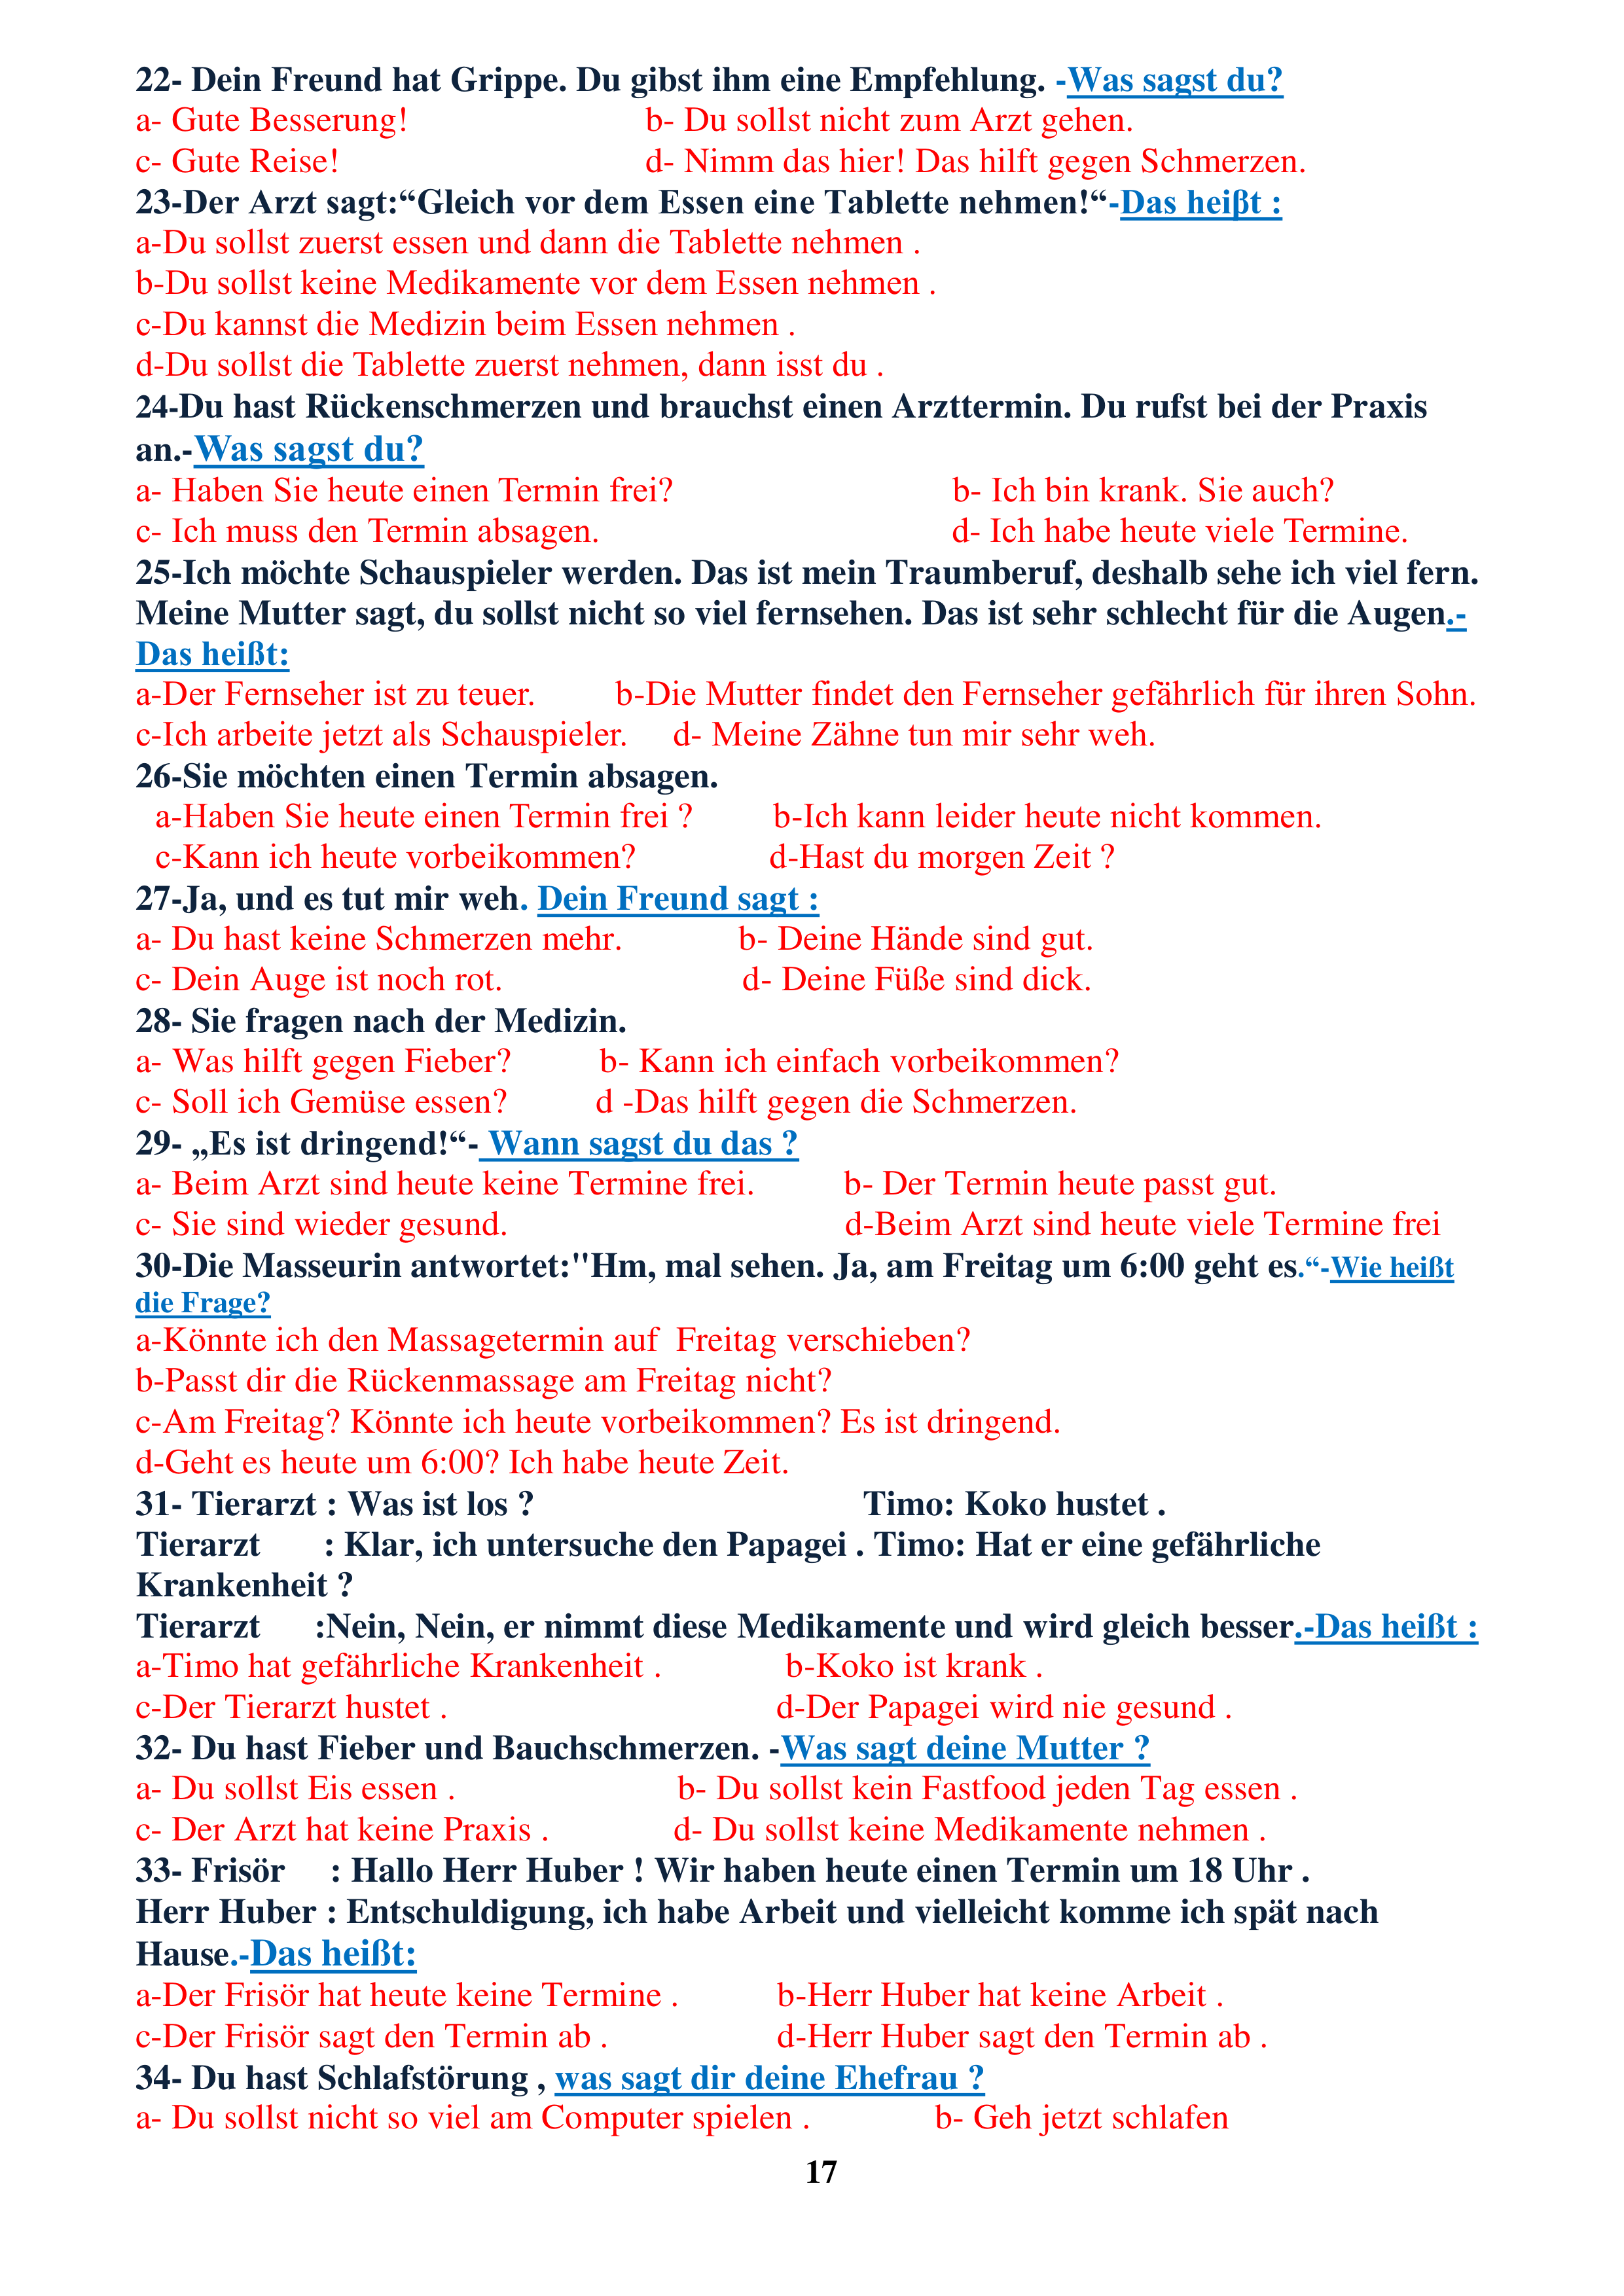 22- Dein Freund hat Grippe. Du gibst ihm eine Empfehlung. -Was sagst du?
a- Gute Besserung! b- Du sollst nicht zum Arzt gehen.
c- Gute Reise! d- Nimm das hier! Das hilft gegen Schmerzen.
23-Der Arzt sagt:“Gleich vor dem Essen eine Tablette nehmen!“-Das heiβt :
a-Du sollst zuerst essen und dann die Tablette nehmen .
b-Du sollst keine Medikamente vor dem Essen nehmen .
c-Du kannst die Medizin beim Essen nehmen .
d-Du sollst die Tablette zuerst nehmen, dann isst du .
24-Du hast Rückenschmerzen und brauchst einen Arzttermin. Du rufst bei der Praxis
an.-Was sagst du?
a- Haben Sie heute einen Termin frei? b- Ich bin krank. Sie auch?
c- Ich muss den Termin absagen. d- Ich habe heute viele Termine.
25-Ich möchte Schauspieler werden. Das ist mein Traumberuf, deshalb sehe ich viel fern.
Meine Mutter sagt, du sollst nicht so viel fernsehen. Das ist sehr schlecht für die Augen.-
Das heißt:
a-Der Fernseher ist zu teuer. b-Die Mutter findet den Fernseher gefährlich für ihren Sohn.
c-Ich arbeite jetzt als Schauspieler. d- Meine Zähne tun mir sehr weh.
26-Sie möchten einen Termin absagen.
a-Haben Sie heute einen Termin frei ? b-Ich kann leider heute nicht kommen.
c-Kann ich heute vorbeikommen? d-Hast du morgen Zeit ?
27-Ja, und es tut mir weh. Dein Freund sagt :
a- Du hast keine Schmerzen mehr. b- Deine Hände sind gut.
c- Dein Auge ist noch rot. d- Deine Füße sind dick.
28- Sie fragen nach der Medizin.
a- Was hilft gegen Fieber? b- Kann ich einfach vorbeikommen?
c- Soll ich Gemüse essen? d -Das hilft gegen die Schmerzen.
29- „Es ist dringend!“- Wann sagst du das ?
a- Beim Arzt sind heute keine Termine frei. b- Der Termin heute passt gut.
c- Sie sind wieder gesund. d-Beim Arzt sind heute viele Termine frei
30-Die Masseurin antwortet:"Hm, mal sehen. Ja, am Freitag um 6:00 geht es.“-Wie heißt
die Frage?
a-Könnte ich den Massagetermin auf Freitag verschieben?
b-Passt dir die Rückenmassage am Freitag nicht?
c-Am Freitag? Könnte ich heute vorbeikommen? Es ist dringend.
d-Geht es heute um 6:00? Ich habe heute Zeit.
31- Tierarzt : Was ist los ? Timo: Koko hustet .
Tierarzt : Klar, ich untersuche den Papagei . Timo: Hat er eine gefährliche
Krankenheit ?
Tierarzt :Nein, Nein, er nimmt diese Medikamente und wird gleich besser.-Das heißt :
a-Timo hat gefährliche Krankenheit . b-Koko ist krank .
c-Der Tierarzt hustet . d-Der Papagei wird nie gesund .
32- Du hast Fieber und Bauchschmerzen. -Was sagt deine Mutter ?
a- Du sollst Eis essen . b- Du sollst kein Fastfood jeden Tag essen .
c- Der Arzt hat keine Praxis . d- Du sollst keine Medikamente nehmen .
33- Frisör : Hallo Herr Huber ! Wir haben heute einen Termin um 18 Uhr .
Herr Huber : Entschuldigung, ich habe Arbeit und vielleicht komme ich spät nach
Hause.-Das heißt:
a-Der Frisör hat heute keine Termine . b-Herr Huber hat keine Arbeit .
c-Der Frisör sagt den Termin ab . d-Herr Huber sagt den Termin ab .
34- Du hast Schlafstörung , was sagt dir deine Ehefrau ?
a- Du sollst nicht so viel am Computer spielen . b- Geh jetzt schlafen
17